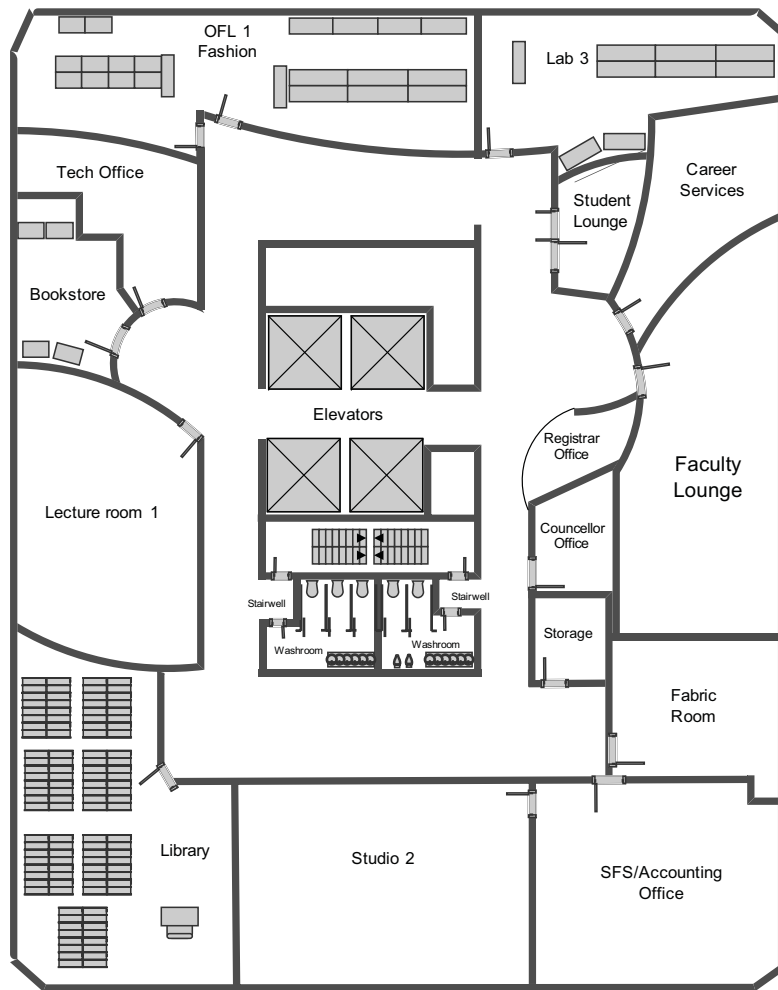 OFL 1
Fashion
Lab 3
Tech Office
Career
Services
Student
Lounge
Bookstore
Elevators
Registrar
Office
Faculty
Lounge
Lecture room 1
Councellor
Office
Stairwell
Stairwell
Storage
Washroom
Washroom
Fabric
Room
Library
Studio 2
SFS/Accounting
Office